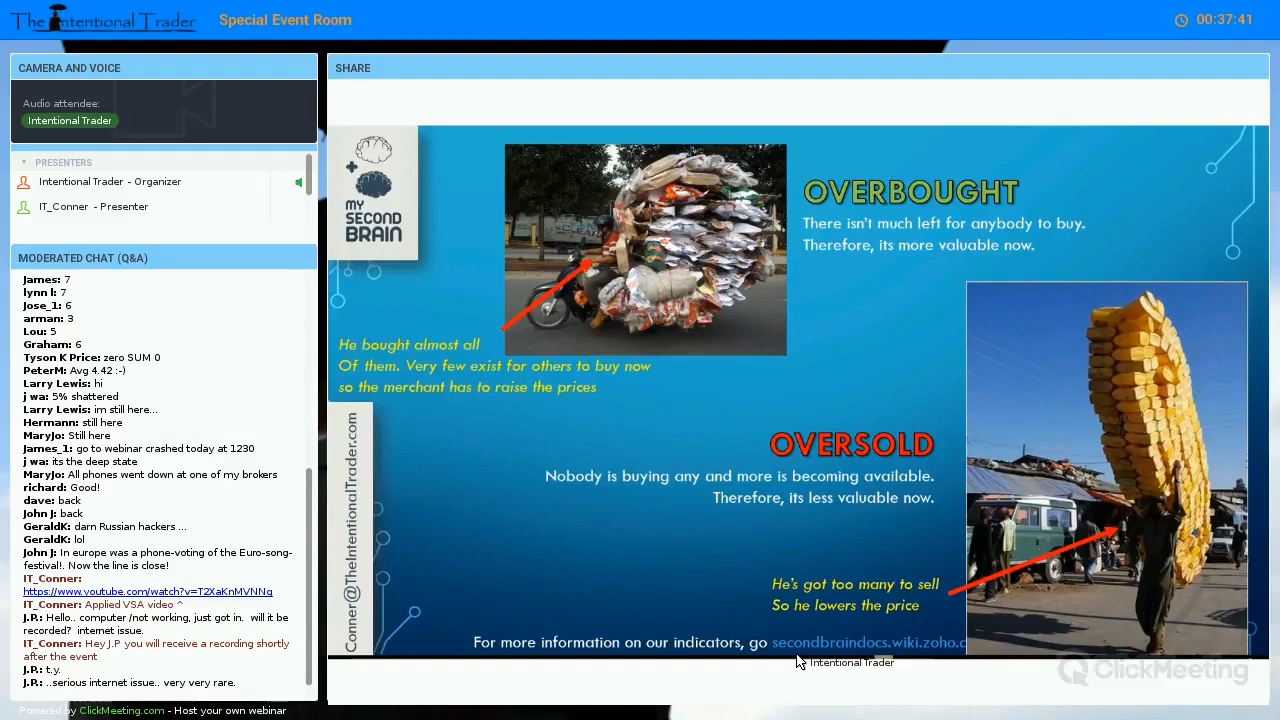 The Intentional Trader
Special Event Room
00:37:41
CAMERA AND VOICE
Audio attendee:
Intentional Trader
PRESENTERS
Intentional Trader - Organizer
IT_Conner - Presenter
MODERATED CHAT (Q&A)
James: 7
lynn l: 7
Jose_1: 6
arman: 3
Lou: 5
Graham: 6
Tyson K Price: zero SUM 0
PeterM: Avg 4.42 :-)
Larry Lewis: hi
j wa: 5% shattered
Larry Lewis: im still here...
Hermann: still here
MaryJo: Still here
James_1: go to webinar crashed today at 1230
j wa: its the deep state
MaryJo: All phones went down at one of my brokers
richard: Good!
dave: back
John J: back
GeraldK: darn Russian hackers ...
GeraldK: lol
John J: In europe was a phone-voting of the Euro-song-
festival!. Now the line is close!
IT_Conner:
https://www.youtube.com/watch?v=T2XaKnMVNNg
IT_Conner: Applied VSA video ^
J.P.: Hello.. computer /not working, just got in.  will it be
recorded?  internet issue.
IT_Conner: Hey J.P you will receive a recording shortly
after the event
J.P.: t.y.
J.P.: ..serious internet issue.. very very rare.
Powered by ClickMeeting.com - Host your own webinar
SHARE
MY
SECOND
BRAIN
OVERBOUGHT
There isn't much left for anybody to buy.
Therefore, its more valuable now.
He bought almost all
Of them. Very few exist for others to buy now
so the merchant has to raise the prices
Conner@TheIntentionalTrader.com
OVERSOLD
Nobody is buying any and more is becoming available.
Therefore, its less valuable now.
He's got too many to sell
So he lowers the price
For more information on our indicators, go secondbraindocs.wiki.zoho.c
Intentional Trader
ClickMeeting